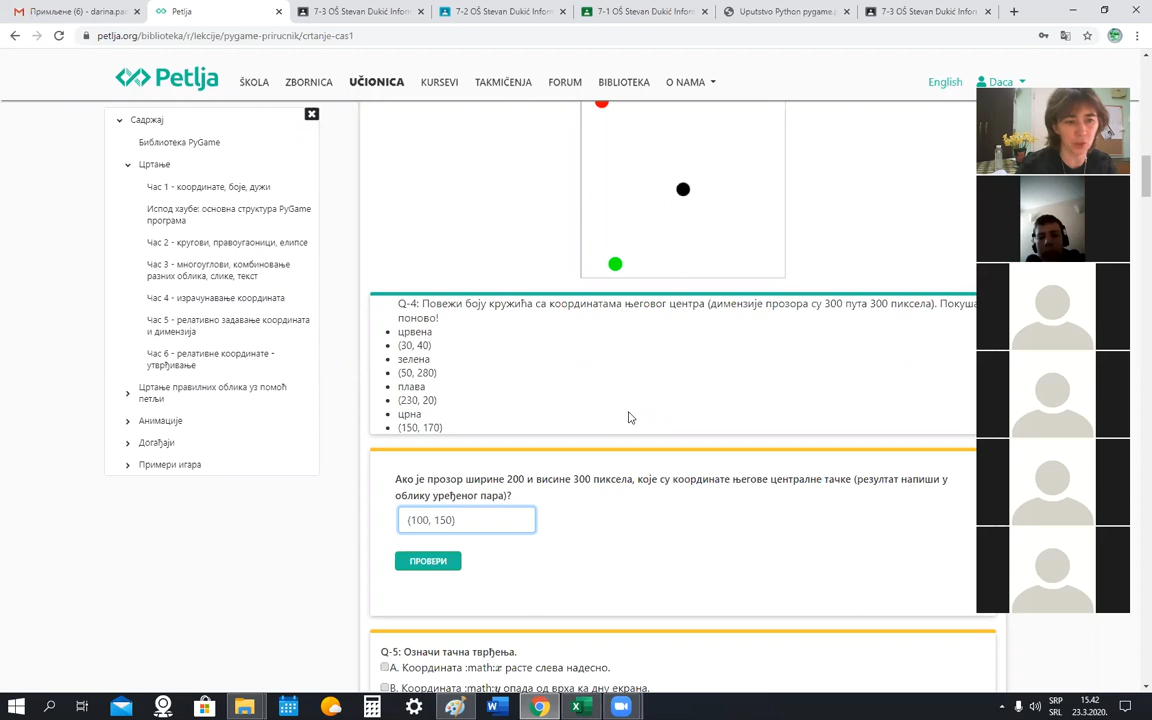 Примљене (6) - darina.pa
Petlja
7-3 OŠ Stevan Dukić Inform
7-2 OŠ Stevan Dukić Inform
7-1 OŠ Stevan Dukić Inform
Uputstvo Python pygame.
7-3 OŠ Stevan Dukić Inform
petlja.org/biblioteka/r/lekcije/pygame-prirucnik/crtanje-cas1
Petlja
ŠKOLA
ZBORNICA
UČIONICA
KURSEVI
TAKMIČENJA
FORUM
BIBLIOTEKA
O NAMA
English
Daca
Садржај
Библиотека PyGame
Цртање
Час 1 - координате, боје, дужи
Испод хаубе: основна структура PyGame
програма
Час 2 - кругови, правоугаоници, елипсе
Час 3 - многоуглови, комбиновање
разних облика, слике, текст
Час 4 - израчунавање координата
Час 5 - релативно задавање координата
и димензија
Час 6 - релативне координате -
утврђивање
Цртање правилних облика уз помоћ
петљи
Анимације
Догађаји
Примери игара
Q-4: Повежи боју кружића са координатама његовог центра (димензије прозора су 300 пута 300 пиксела). Покуша
поново!
црвена
(30, 40)
зелена
(50, 280)
плава
(230, 20)
црна
(150, 170)
Ако је прозор ширине 200 и висине 300 пиксела, које су координате његове централне тачке (резултат напиши у
облику уређеног пара)?
(100, 150)
ПРОВЕРИ
Q-5: Означи тачна тврђења.
A. Координата :math:x расте слева надесно.
B. Координата :math:y опада од врха ка дну екрана.
SRP
SRL
15.42
23.3.2020.